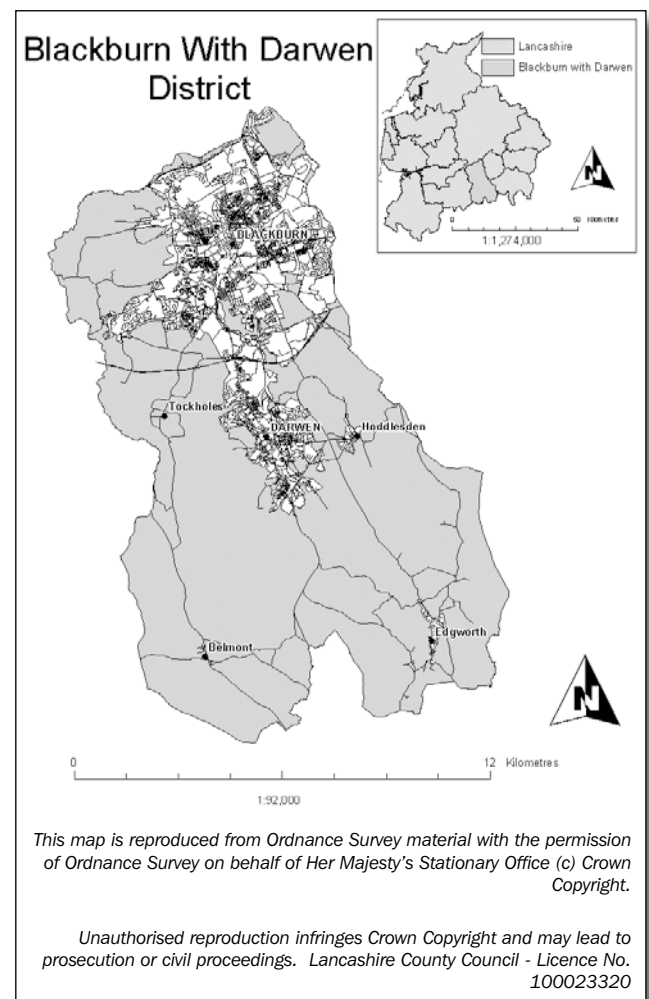 Blackburn With Darwen
District
Lancashire
Blackburn with Darwen
N
0
50 Kilometres
1:1,274,000
BLACKBURN
Tockholes
DARWEN
Hoddlesden
Edgworth
Belmont
N
0
12 Kilometres
1:92,000
This map is reproduced from Ordnance Survey material with the permission
of Ordnance Survey on behalf of Her Majesty's Stationary Office (c) Crown
Copyright.
Unauthorised reproduction infringes Crown Copyright and may lead to
prosecution or civil proceedings. Lancashire County Council - Licence No.
100023320